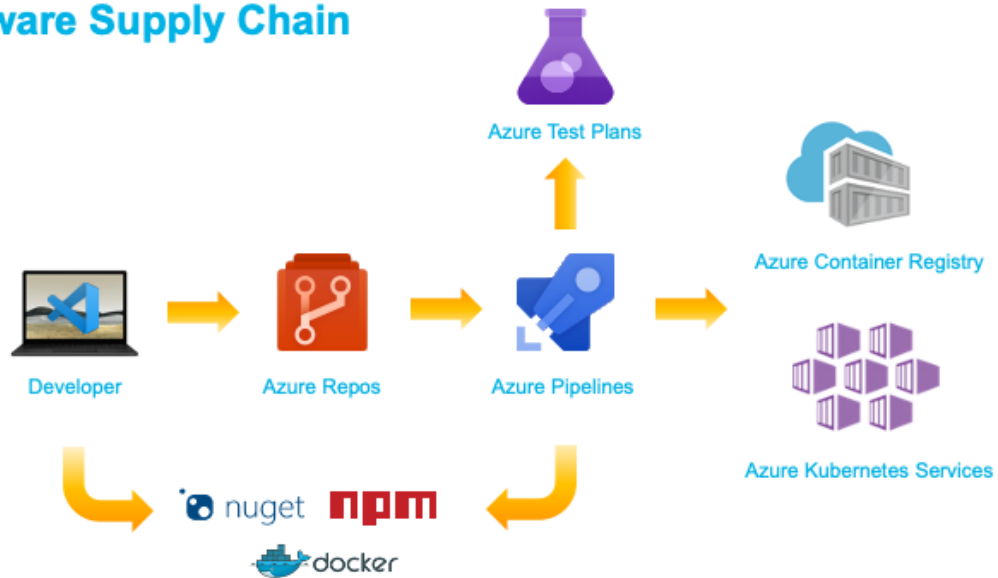 ware Supply Chain
Azure Test Plans
Azure Container Registry
Developer
Azure Repos
Azure Pipelines
Azure Kubernetes Services
nuget
npm
docker